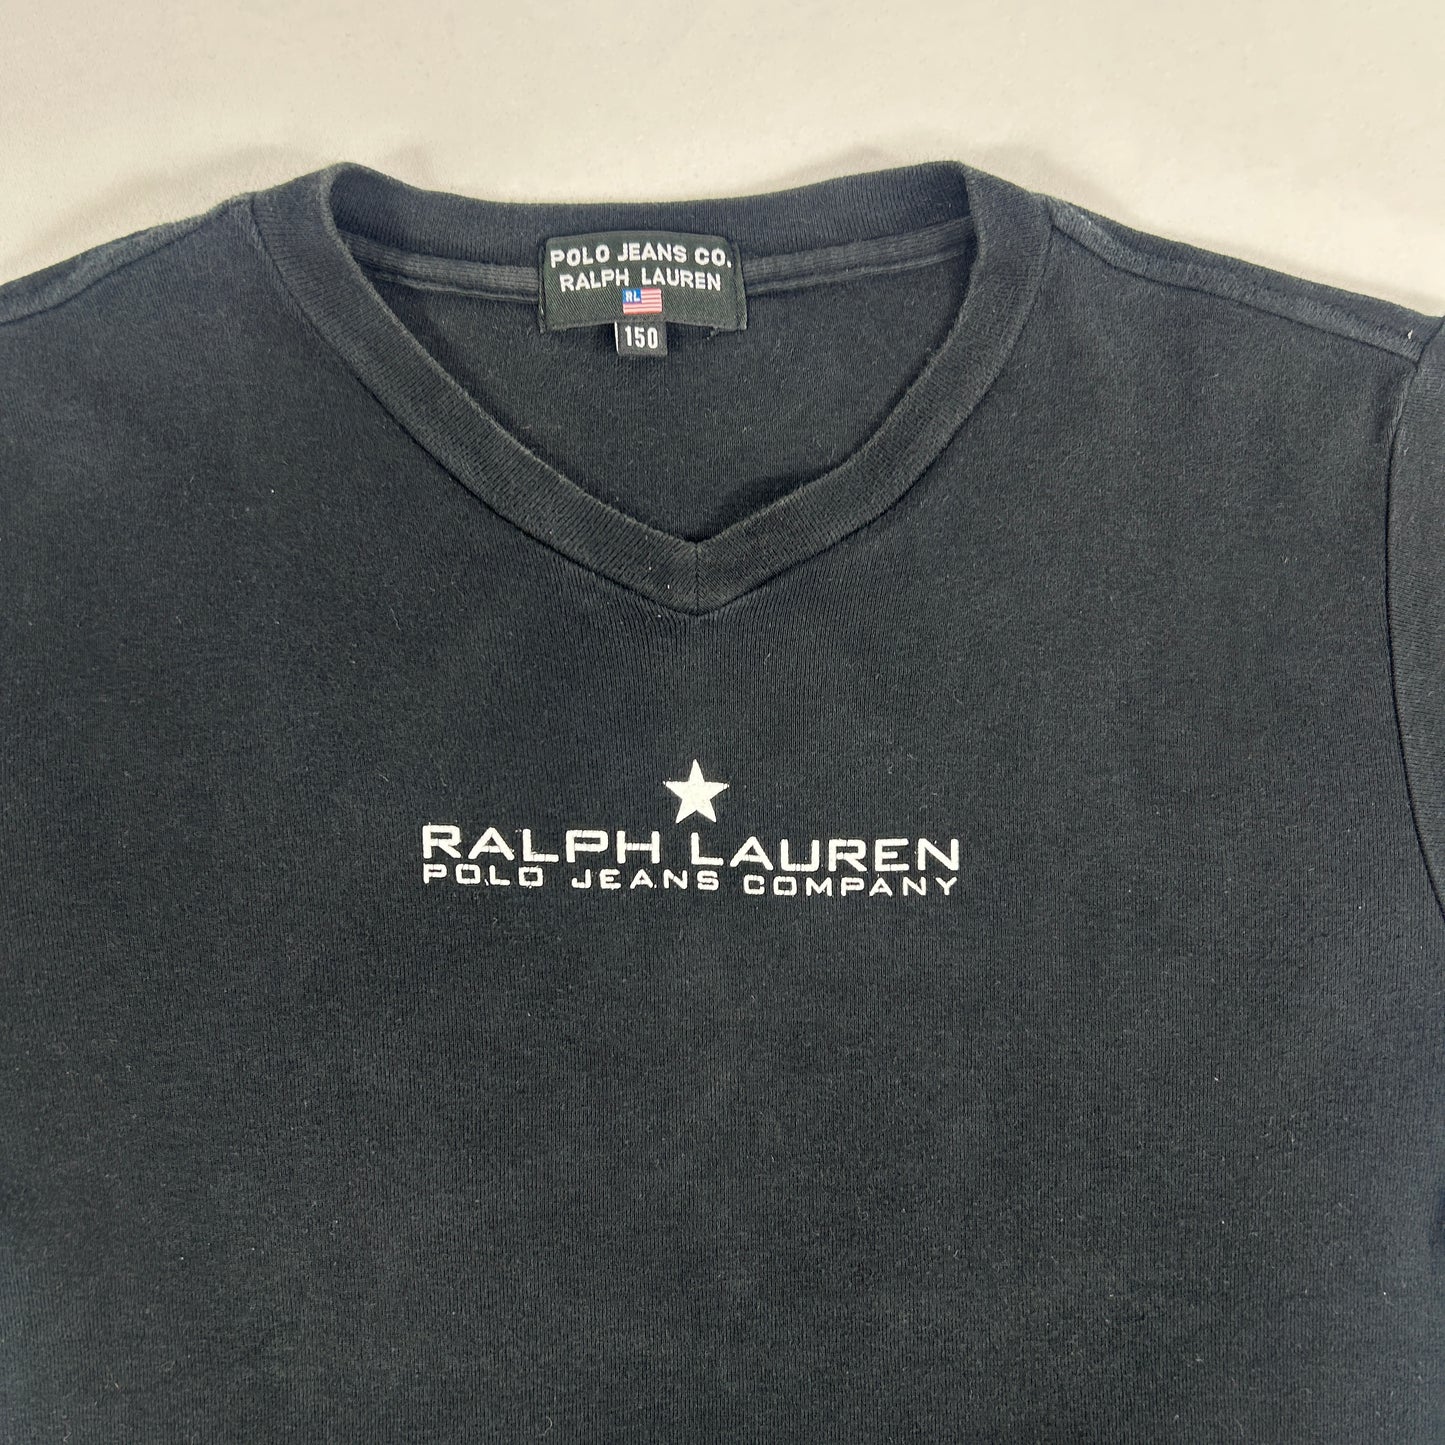 POLO JEANS CO.
RALPH LAUREN
RL
150
RALPH LAUREN
POLO JEANS COMPANY